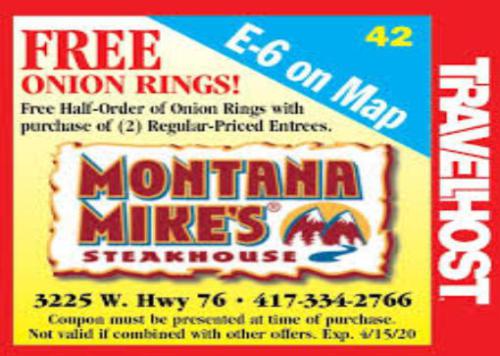 FREE
ONION RINGS!
E-6 on Map
42
Free Half-Order of Onion Rings with
purchase of (2) Regular-Priced Entrees.
MONTANA
MIKE'S®
STEAKHOUSE
3225 W. Hwy 76 • 417-334-2766
Coupon must be presented at time of purchase.
Not valid if combined with other offers. Exp. 4/15/20
TRAVELHOST